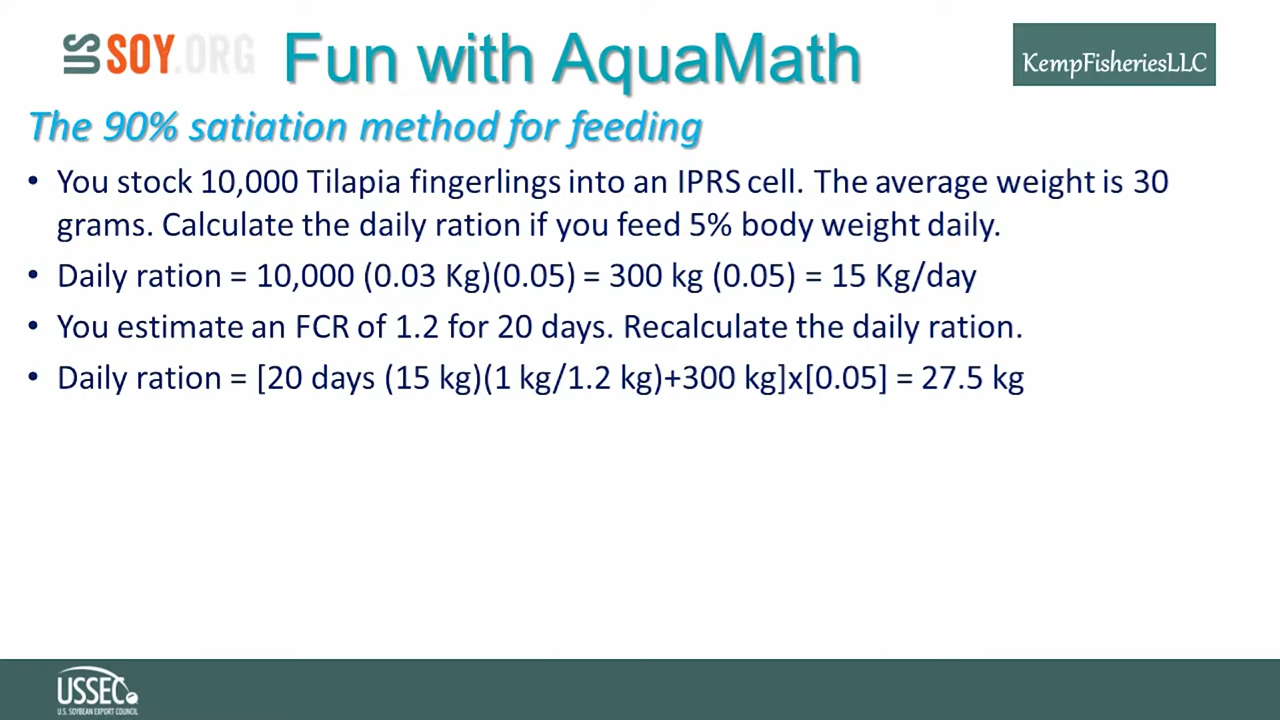 US SOY.ORG
Fun with AquaMath
KempFisheriesLLC
The 90% satiation method for feeding
• You stock 10,000 Tilapia fingerlings into an IPRS cell. The average weight is 30
grams. Calculate the daily ration if you feed 5% body weight daily.
• Daily ration = 10,000 (0.03 Kg)(0.05) = 300 kg (0.05) = 15 Kg/day
• You estimate an FCR of 1.2 for 20 days. Recalculate the daily ration.
• Daily ration = [20 days (15 kg)(1 kg/1.2 kg)+300 kg]x[0.05] = 27.5 kg
USSEC
U.S. SOYBEAN EXPORT COUNCIL